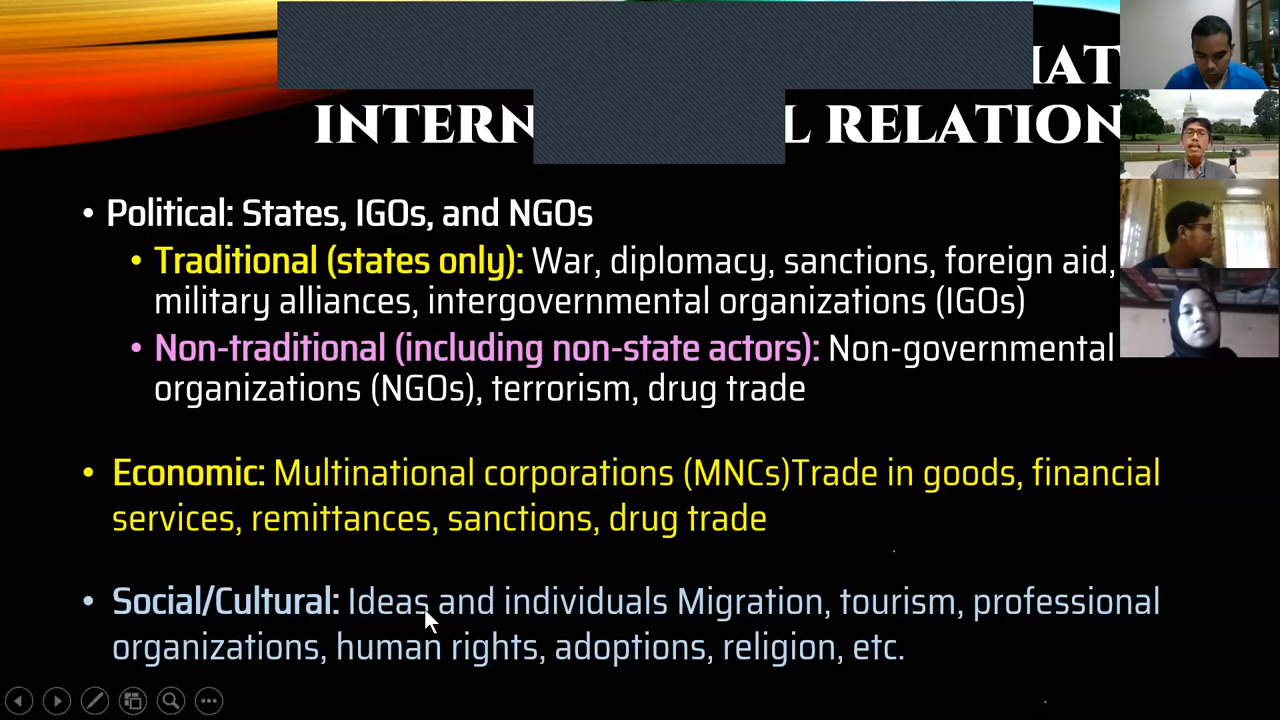 INTERN L RELATION
• Political: States, IGOs, and NGOs
• Traditional (states only): War, diplomacy, sanctions, foreign aid,
military alliances, intergovernmental organizations (IGOs)
• Non-traditional (including non-state actors): Non-governmental
organizations (NGOs), terrorism, drug trade
• Economic: Multinational corporations (MNCs)Trade in goods, financial
services, remittances, sanctions, drug trade
• Social/Cultural: Ideas and individuals Migration, tourism, professional
organizations, human rights, adoptions, religion, etc.